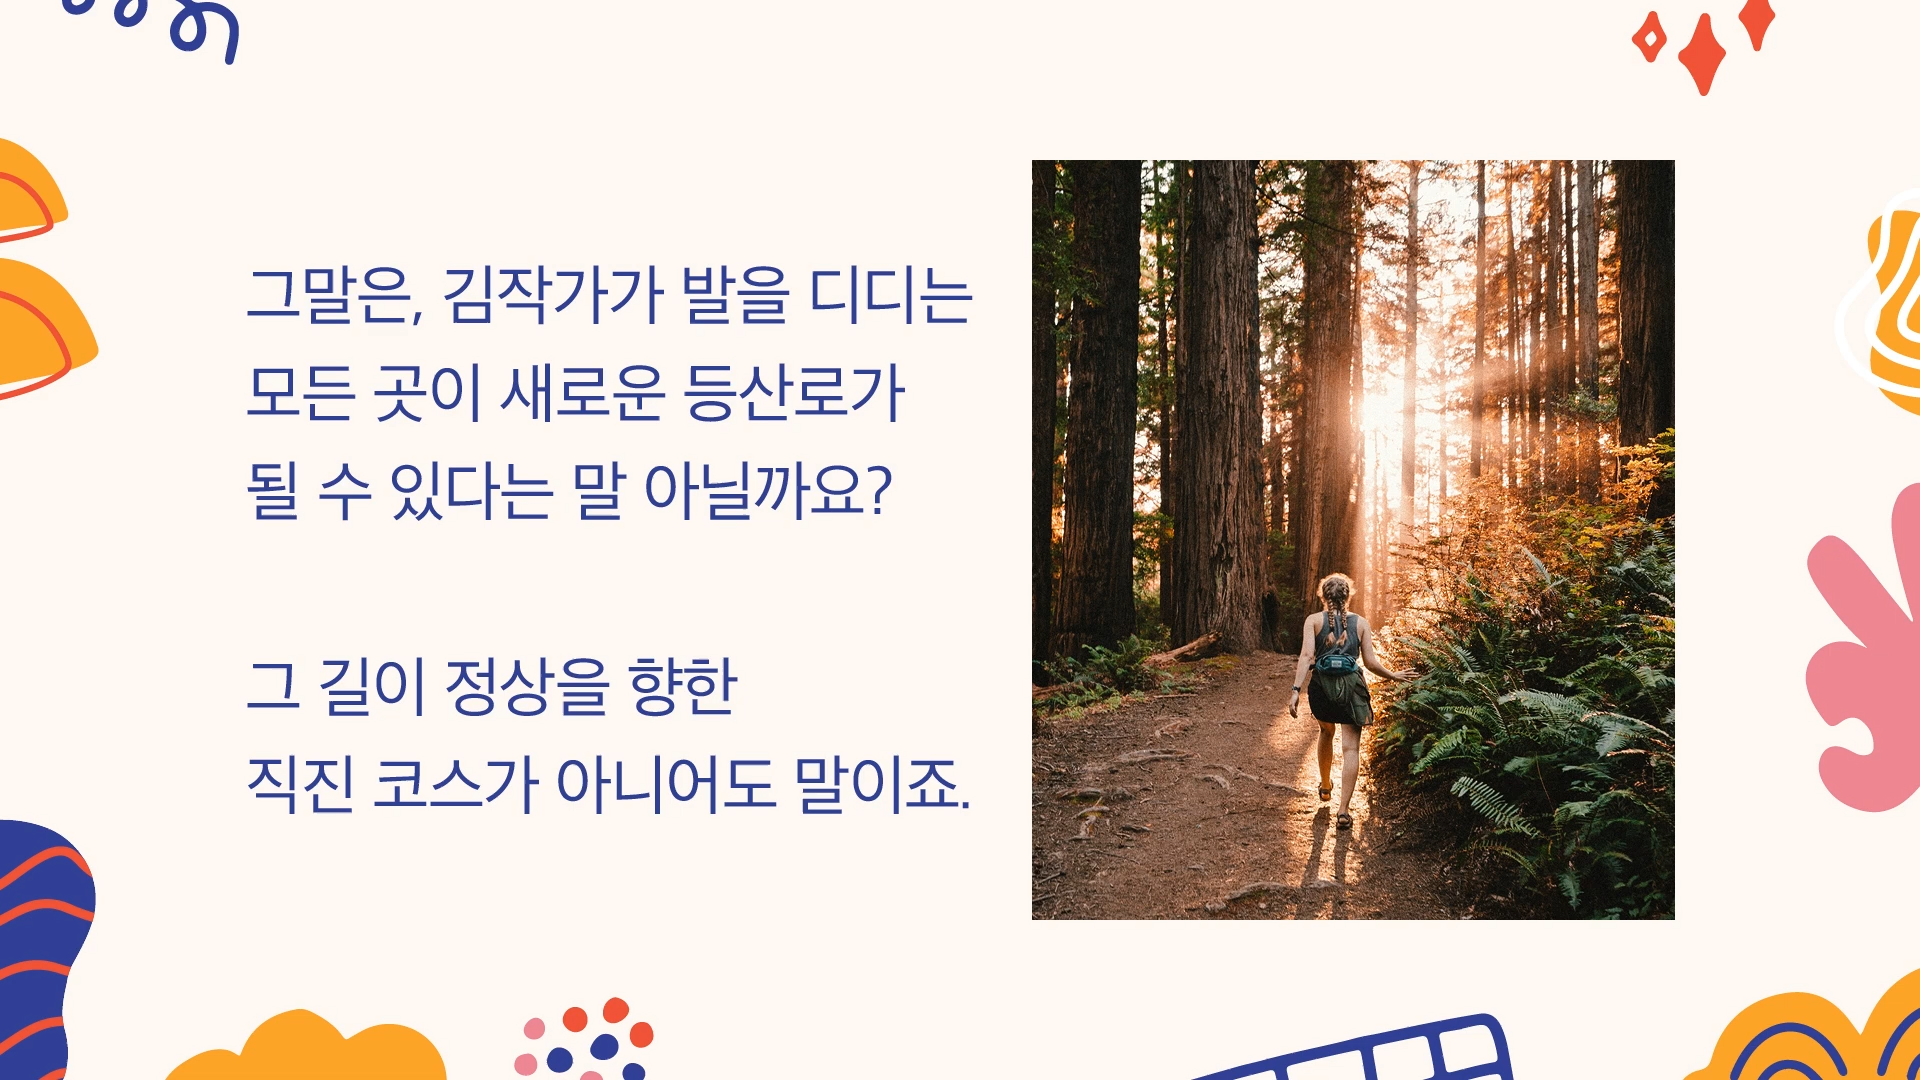 그말은, 김작가가 발을 디디는
모든 곳이 새로운 등산로가
될 수 있다는 말 아닐까요?
그 길이 정상을 향한
직진 코스가 아니어도 말이죠.